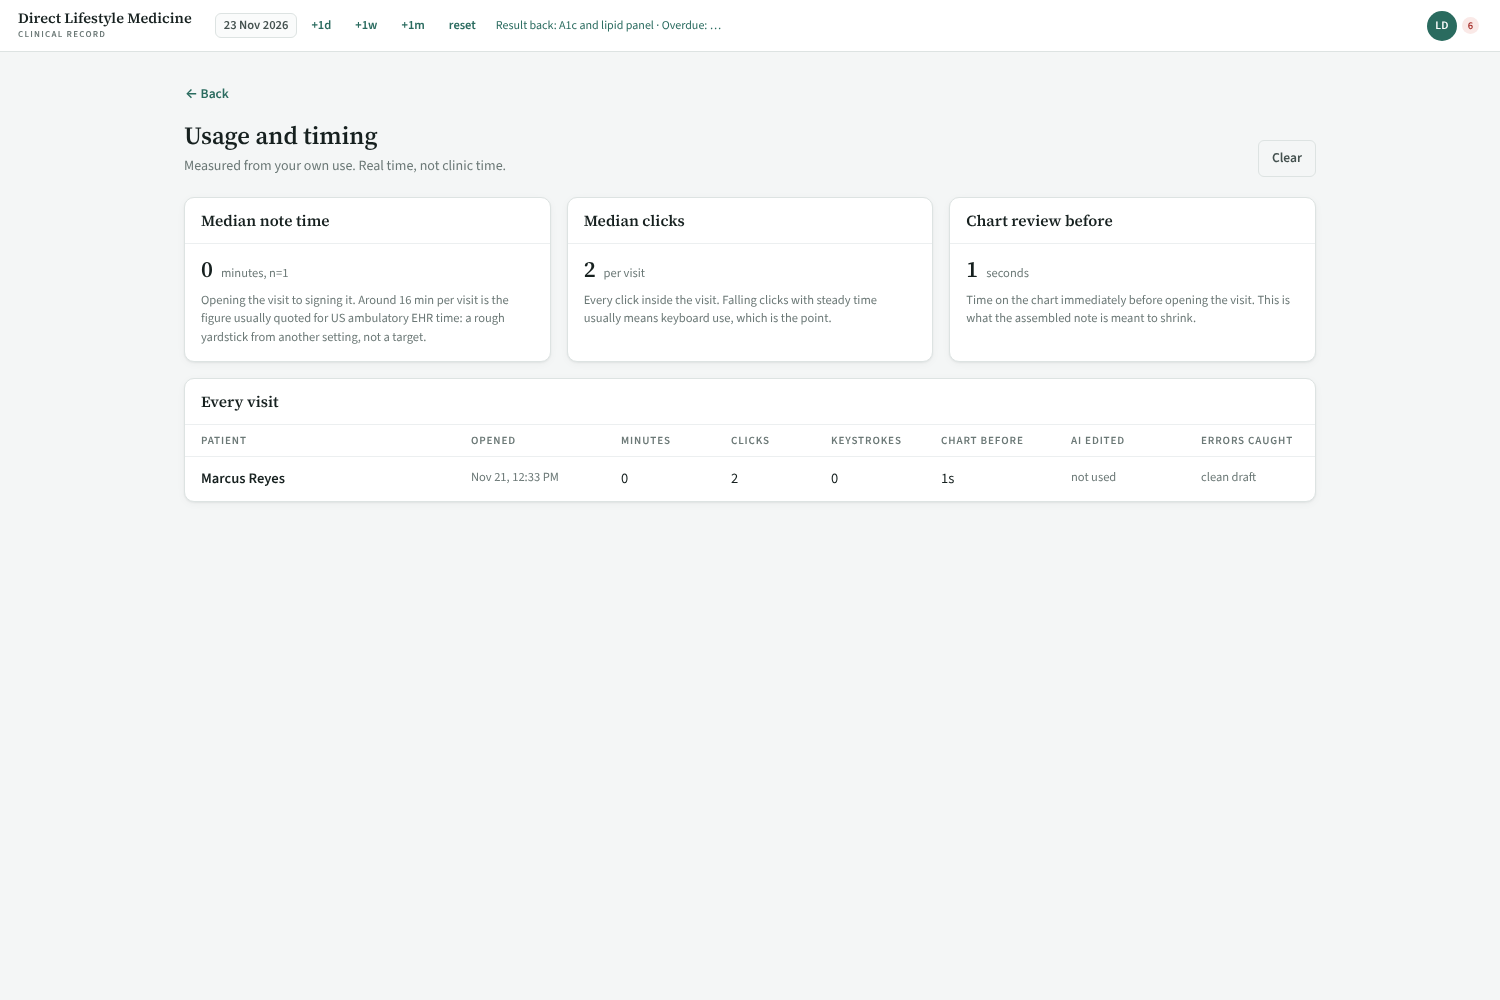 Direct Lifestyle Medicine
CLINICAL RECORD
23 Nov 2026
+1d
+1w
+1m
reset
Result back: A1c and lipid panel · Overdue: …
LD
6
← Back
Usage and timing
Measured from your own use. Real time, not clinic time.
Clear
Median note time
0 minutes, n=1
Opening the visit to signing it. Around 16 min per visit is the
figure usually quoted for US ambulatory EHR time: a rough
yardstick from another setting, not a target.
Median clicks
2 per visit
Every click inside the visit. Falling clicks with steady time
usually means keyboard use, which is the point.
Chart review before
1 seconds
Time on the chart immediately before opening the visit. This is
what the assembled note is meant to shrink.
Every visit
PATIENT OPENED MINUTES CLICKS KEYSTROKES CHART BEFORE AI EDITED ERRORS CAUGHT
Marcus Reyes Nov 21, 12:33 PM 0 2 0 1s not used clean draft